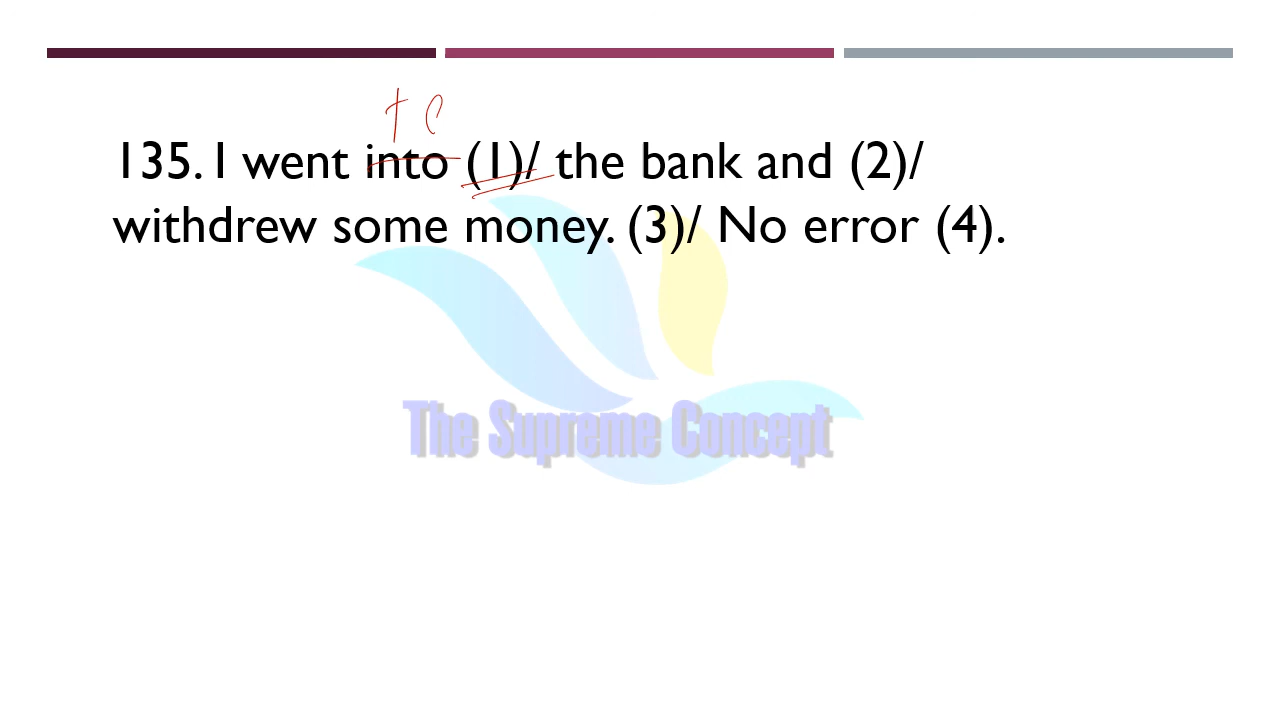 to
135. I went into (1)/ the bank and (2)/
withdrew some money. (3)/ No error (4).
The Supreme Concept